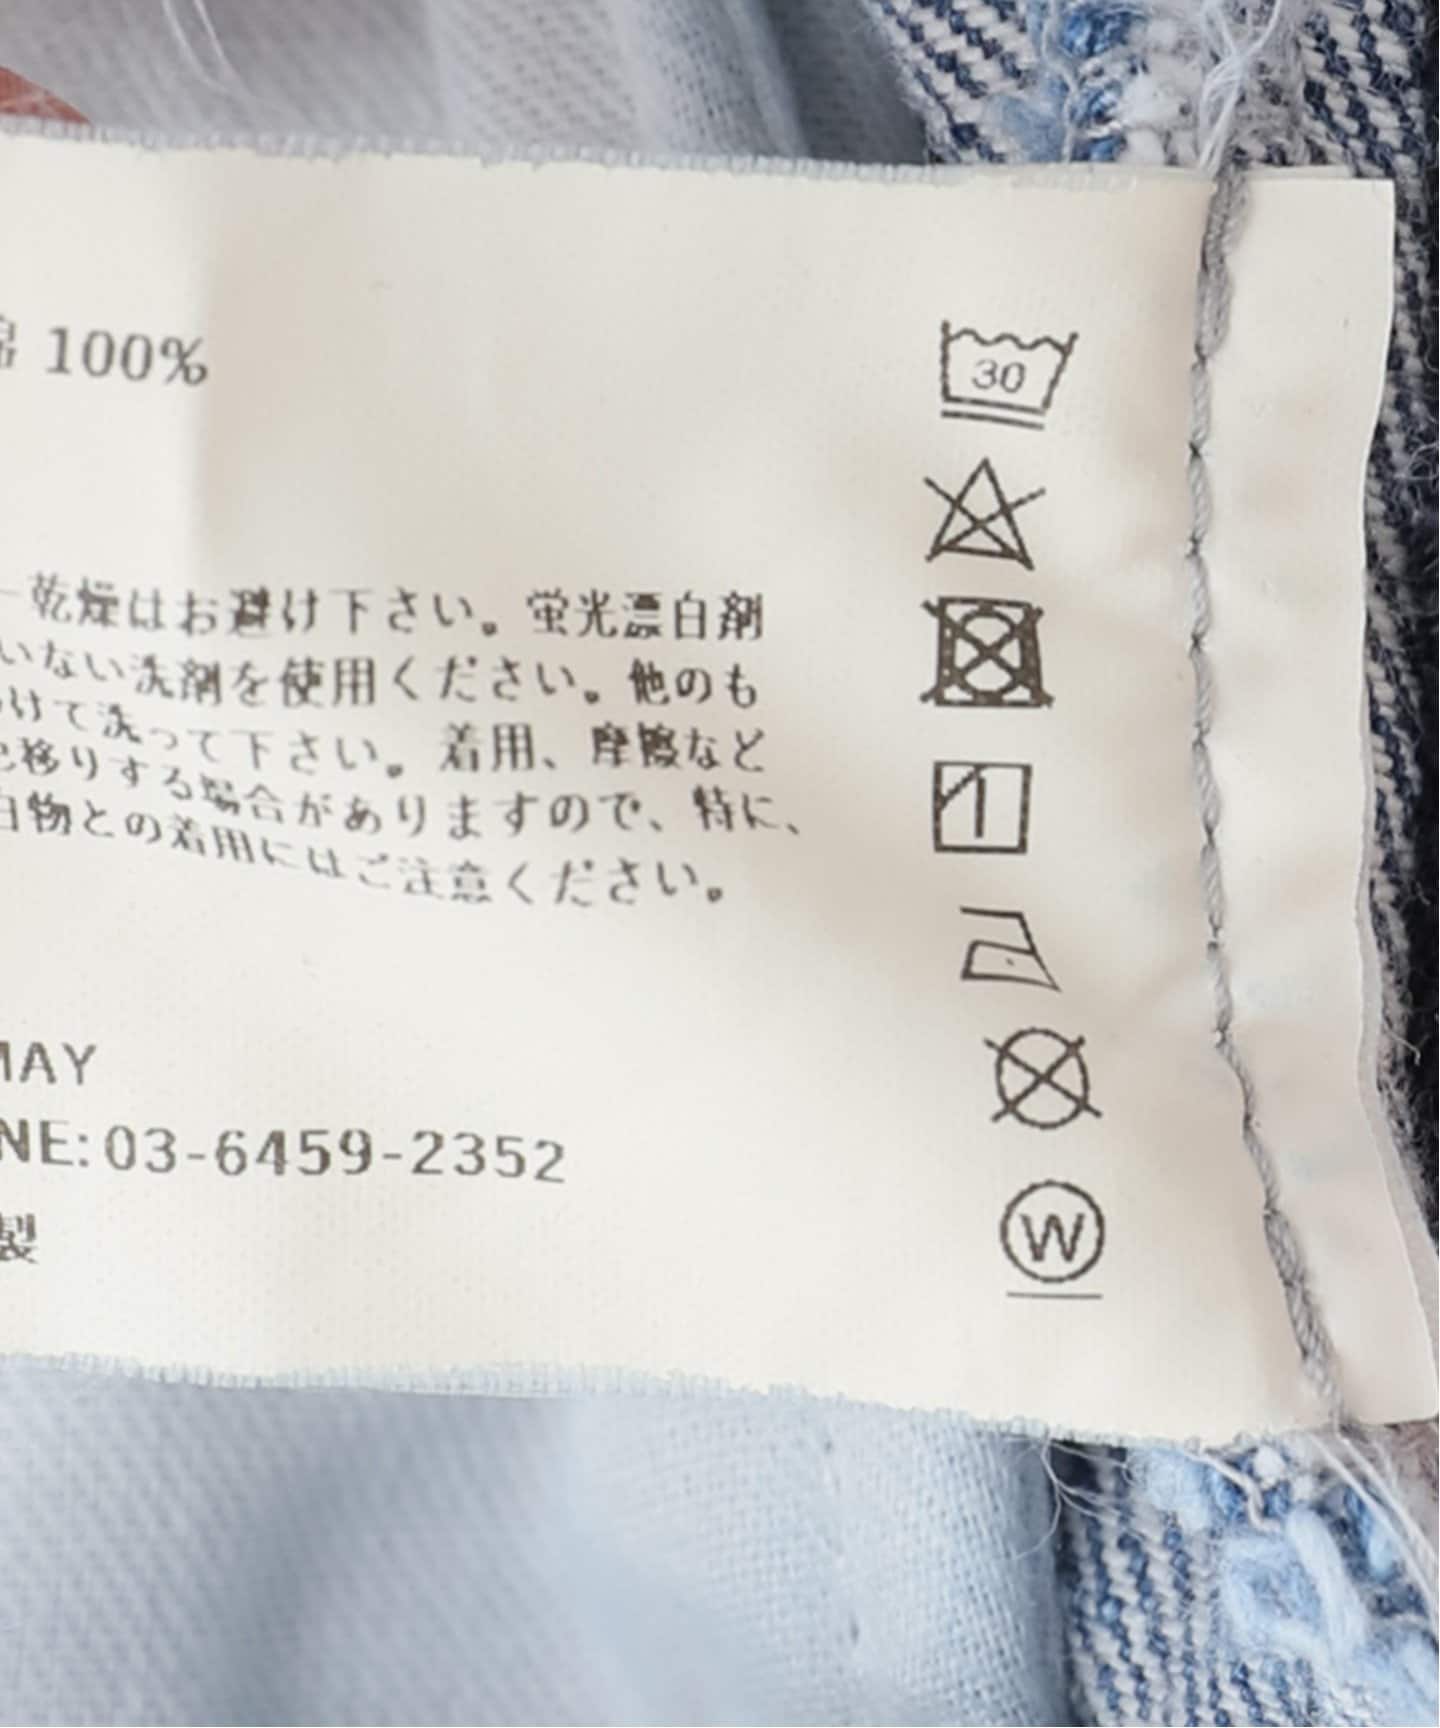 綿 100%
30
ー乾燥はお避け下さい。蛍光漂白剤
いない洗剤を使用ください。他のも
けて洗って下さい。着用、摩擦など
色移りする場合がありますので、特に、
白物との着用にはご注意ください。
MAY
NE:03-6459-2352
製
W